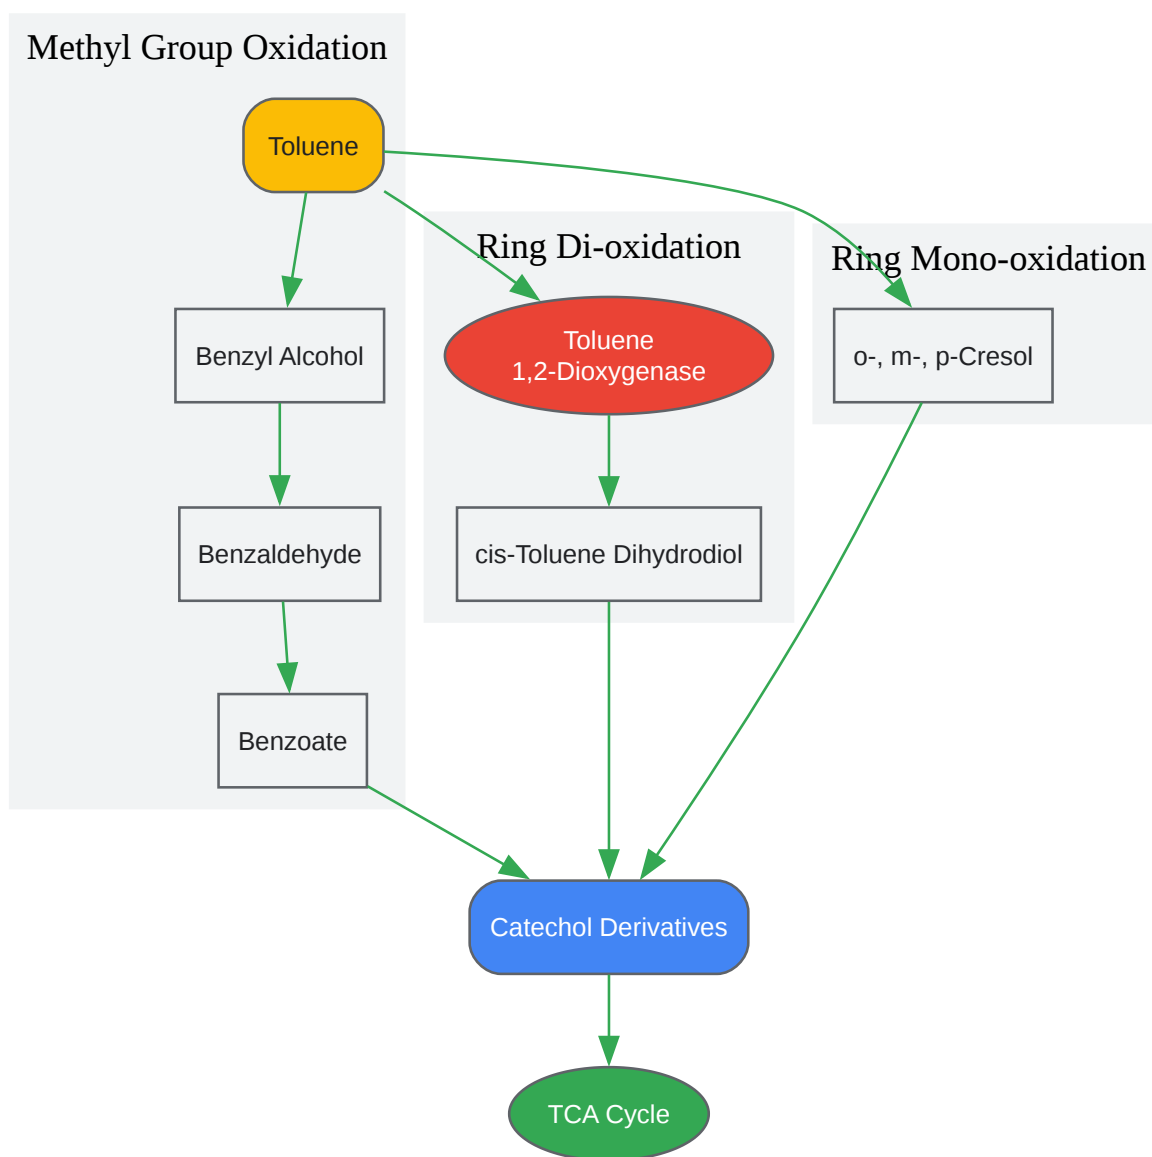 Methyl Group Oxidation
Toluene
Ring Di-oxidation
Ring Mono-oxidation
Benzyl Alcohol
Toluene
1,2-Dioxygenase
o-, m-, p-Cresol
Benzaldehyde
cis-Toluene Dihydrodiol
Benzoate
Catechol Derivatives
TCA Cycle